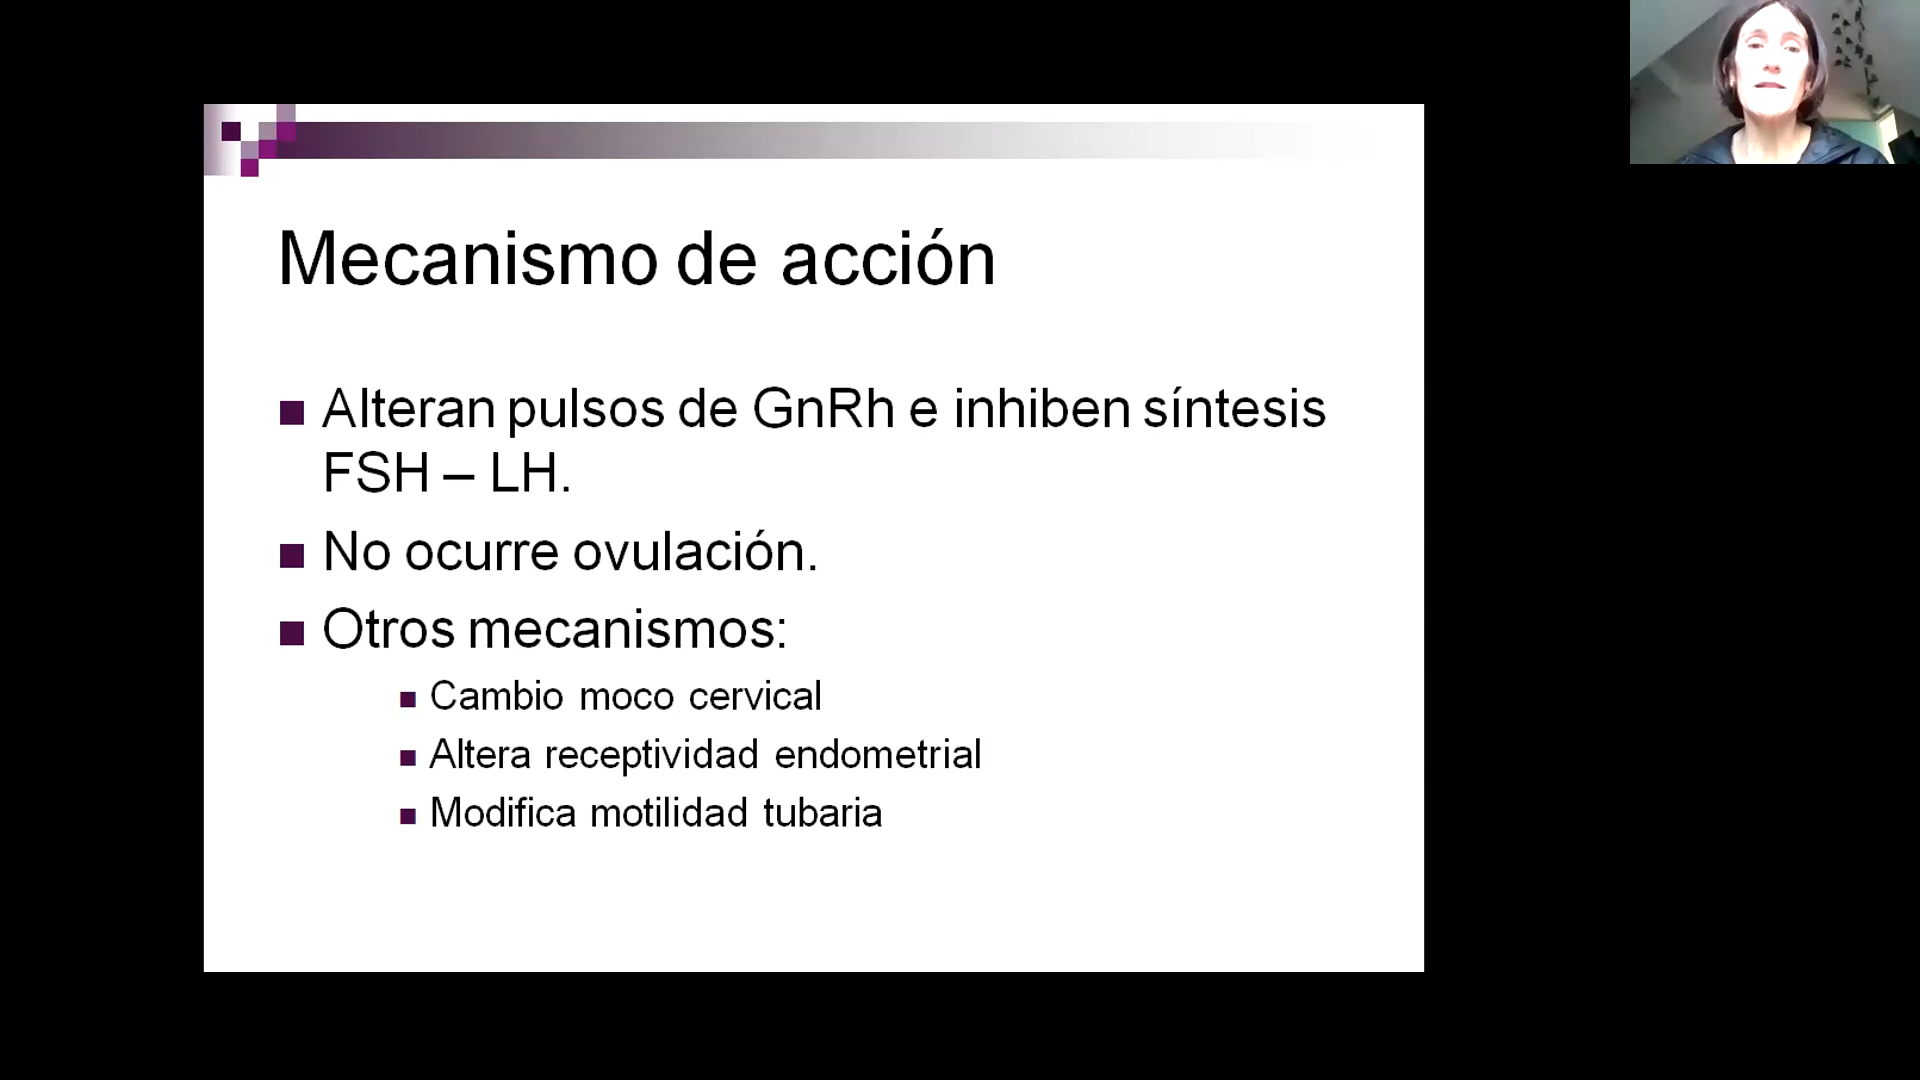 Mecanismo de acción
Alteran pulsos de GnRh e inhiben síntesis
FSH – LH.
No ocurre ovulación.
Otros mecanismos:
Cambio moco cervical
Altera receptividad endometrial
Modifica motilidad tubaria